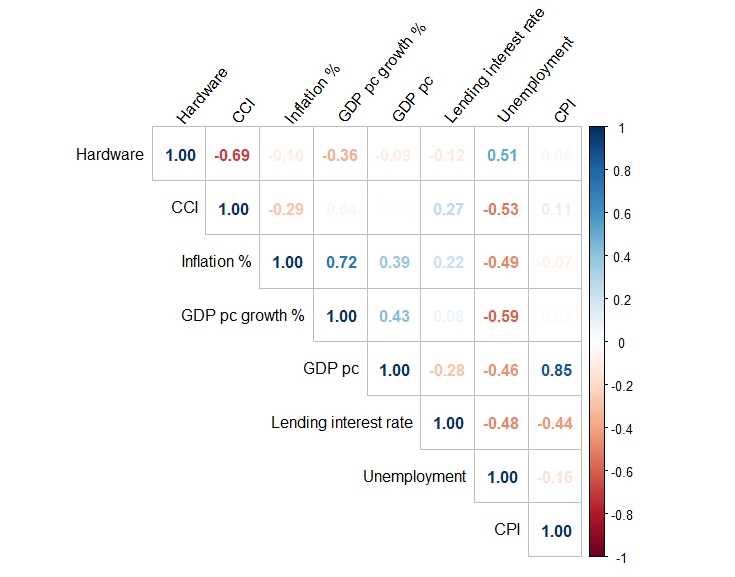 Hardware
CCI
Inflation %
GDP pc growth %
GDP pc
Lending interest rate
Unemployment
CPI
Hardware 1.00 -0.69 -0.10 -0.36 -0.09 -0.12 0.51 0.05
CCI 1.00 -0.29 0.04 0.27 -0.53 0.11
Inflation % 1.00 0.72 0.39 0.22 -0.49 -0.07
GDP pc growth % 1.00 0.43 0.08 -0.59 0.02
GDP pc 1.00 -0.28 -0.46 0.85
Lending interest rate 1.00 -0.48 -0.44
Unemployment 1.00 -0.16
CPI 1.00
1
0.8
0.6
0.4
0.2
0
-0.2
-0.4
-0.6
-0.8
-1